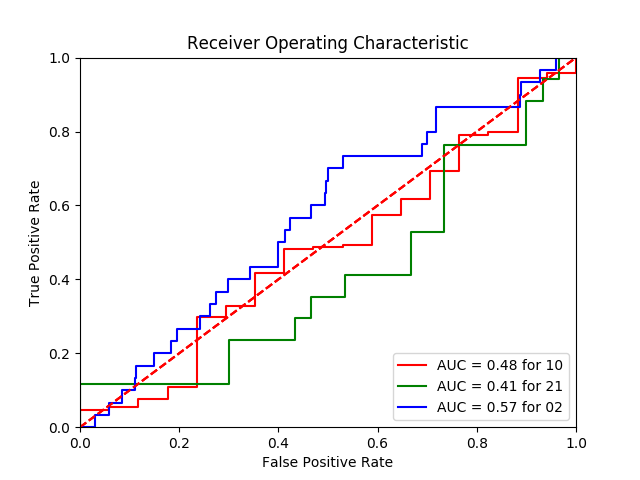 Receiver Operating Characteristic
True Positive Rate
1.0
0.8
0.6
0.4
0.2
0.0
AUC = 0.48 for 10
AUC = 0.41 for 21
AUC = 0.57 for 02
0.0 0.2 0.4 0.6 0.8 1.0
False Positive Rate